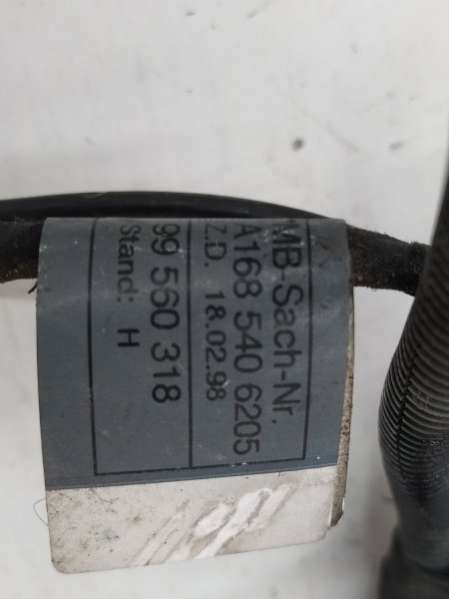 MB-Sach-Nr.
A168 540 6205
Z.D. 18.02.98
99 560 318
Stand: H